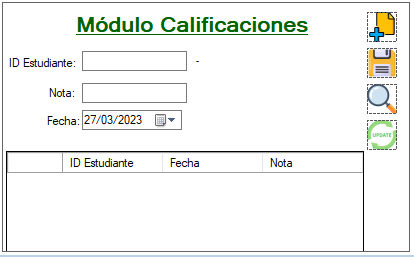 Módulo Calificaciones
ID Estudiante: -
Nota:
Fecha: 27/03/2023
UPDATE
ID Estudiante Fecha Nota